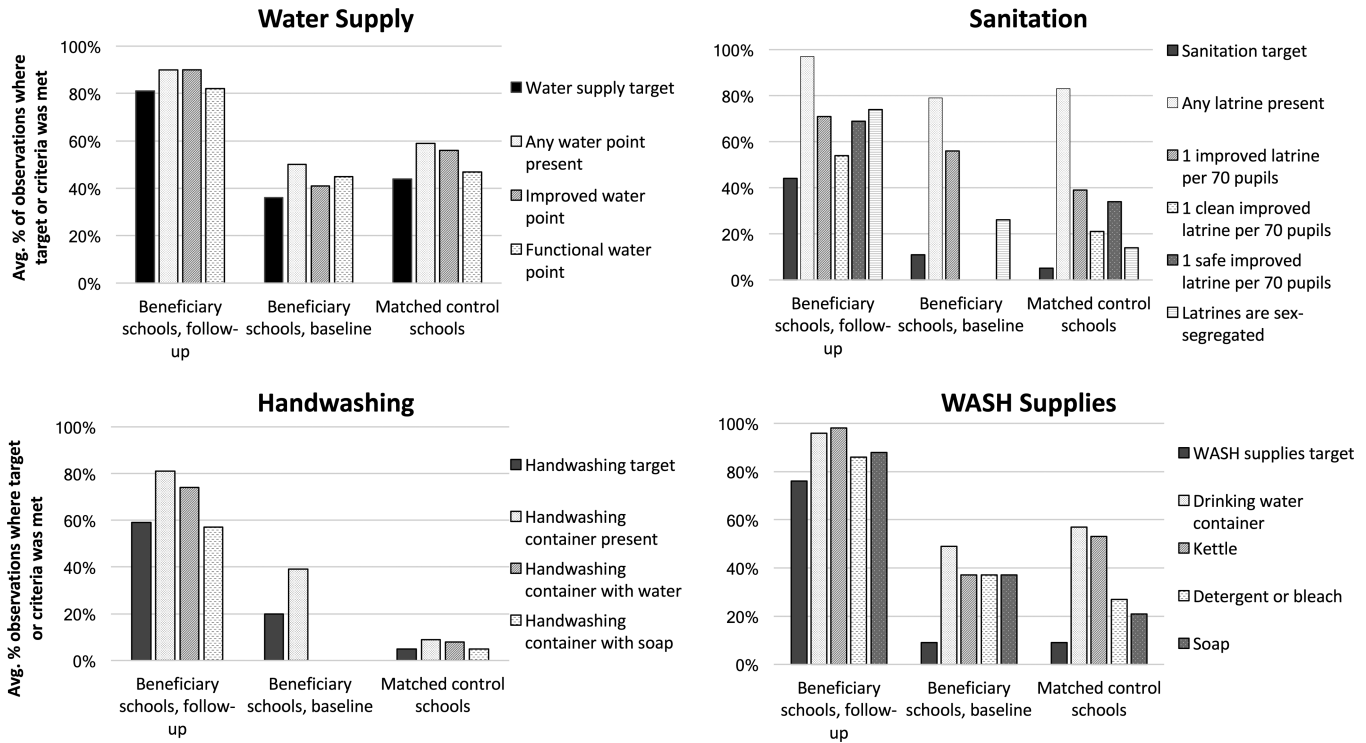 Water Supply
Avg. % of observations where
target or criteria was met
100%
80%
60%
40%
20%
0%
Beneficiary
schools, follow-
up
Beneficiary
schools, baseline
Matched control
schools
Water supply target
Any water point
present
Improved water
point
Functional water
point
Sanitation
100%
80%
60%
40%
20%
0%
Beneficiary
schools, follow-
up
Beneficiary
schools, baseline
Matched control
schools
Sanitation target
Any latrine present
1 improved latrine
per 70 pupils
1 clean improved
latrine per 70 pupils
1 safe improved
latrine per 70 pupils
Latrines are sex-
segregated
Handwashing
Avg. % observations where target
or criteria was met
100%
80%
60%
40%
20%
0%
Beneficiary
schools, follow-
up
Beneficiary
schools, baseline
Matched control
schools
Handwashing target
Handwashing
container present
Handwashing
container with water
Handwashing
container with soap
WASH Supplies
100%
80%
60%
40%
20%
0%
Beneficiary
schools, follow-
up
Beneficiary
schools, baseline
Matched control
schools
WASH supplies target
Drinking water
container
Kettle
Detergent or bleach
Soap